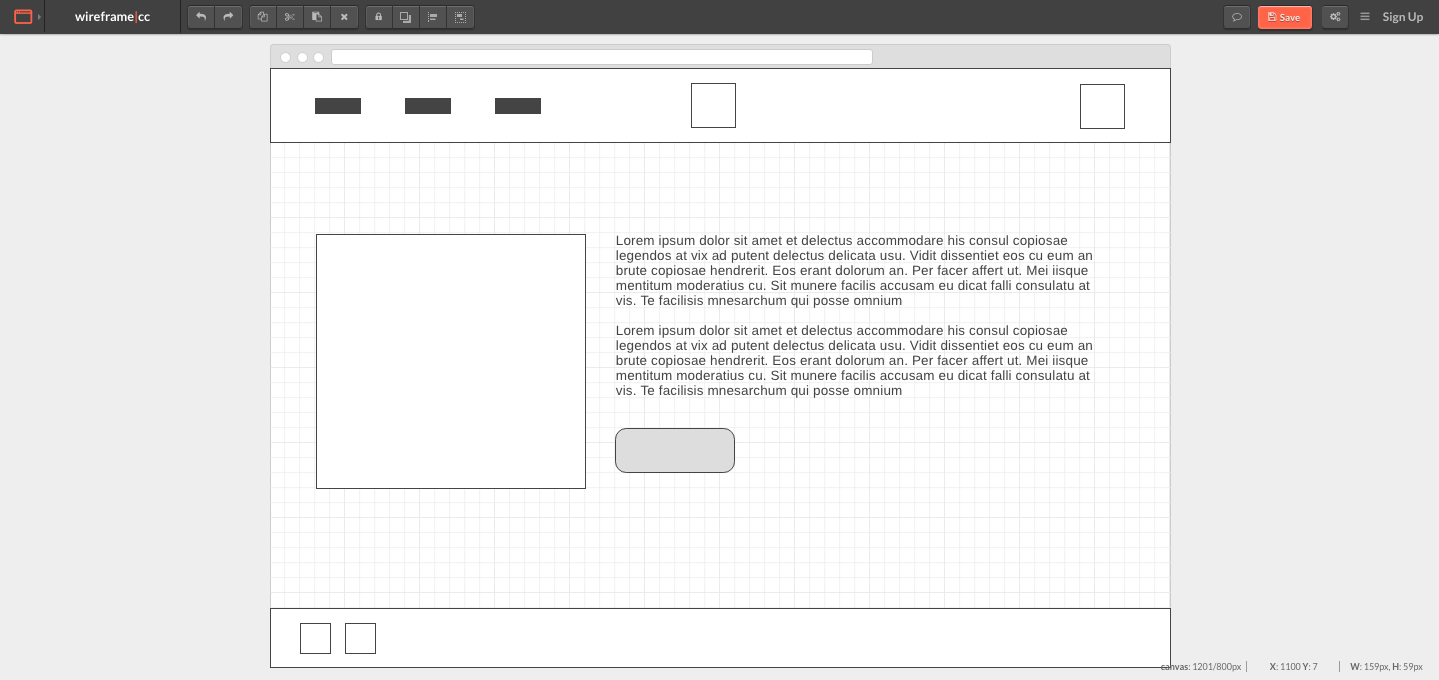 wireframe|cc
Save
Sign Up
Lorem ipsum dolor sit amet et delectus accommodare his consul copiosae
legendos at vix ad putent delectus delicata usu. Vidit dissentiet eos cu eum an
brute copiosae hendrerit. Eos erant dolorum an. Per facer affert ut. Mei iisque
mentitum moderatius cu. Sit munere facilis accusam eu dicat falli consulatu at
vis. Te facilisis mnesarchum qui posse omnium
Lorem ipsum dolor sit amet et delectus accommodare his consul copiosae
legendos at vix ad putent delectus delicata usu. Vidit dissentiet eos cu eum an
brute copiosae hendrerit. Eos erant dolorum an. Per facer affert ut. Mei iisque
mentitum moderatius cu. Sit munere facilis accusam eu dicat falli consulatu at
vis. Te facilisis mnesarchum qui posse omnium
canvas: 1201/800px | X: 1100 Y: 7 | W: 159px, H: 59px